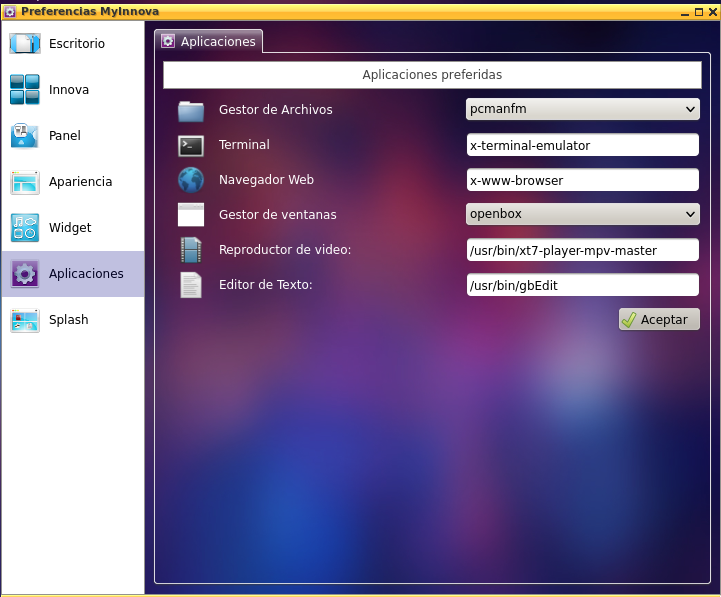 Preferencias MyInnova
Escritorio
Innova
Panel
Apariencia
Widget
Aplicaciones
Splash
Aplicaciones
Aplicaciones preferidas
Gestor de Archivos pcmanfm
Terminal x-terminal-emulator
Navegador Web x-www-browser
Gestor de ventanas openbox
Reproductor de video: /usr/bin/xt7-player-mpv-master
Editor de Texto: /usr/bin/gbEdit
Aceptar